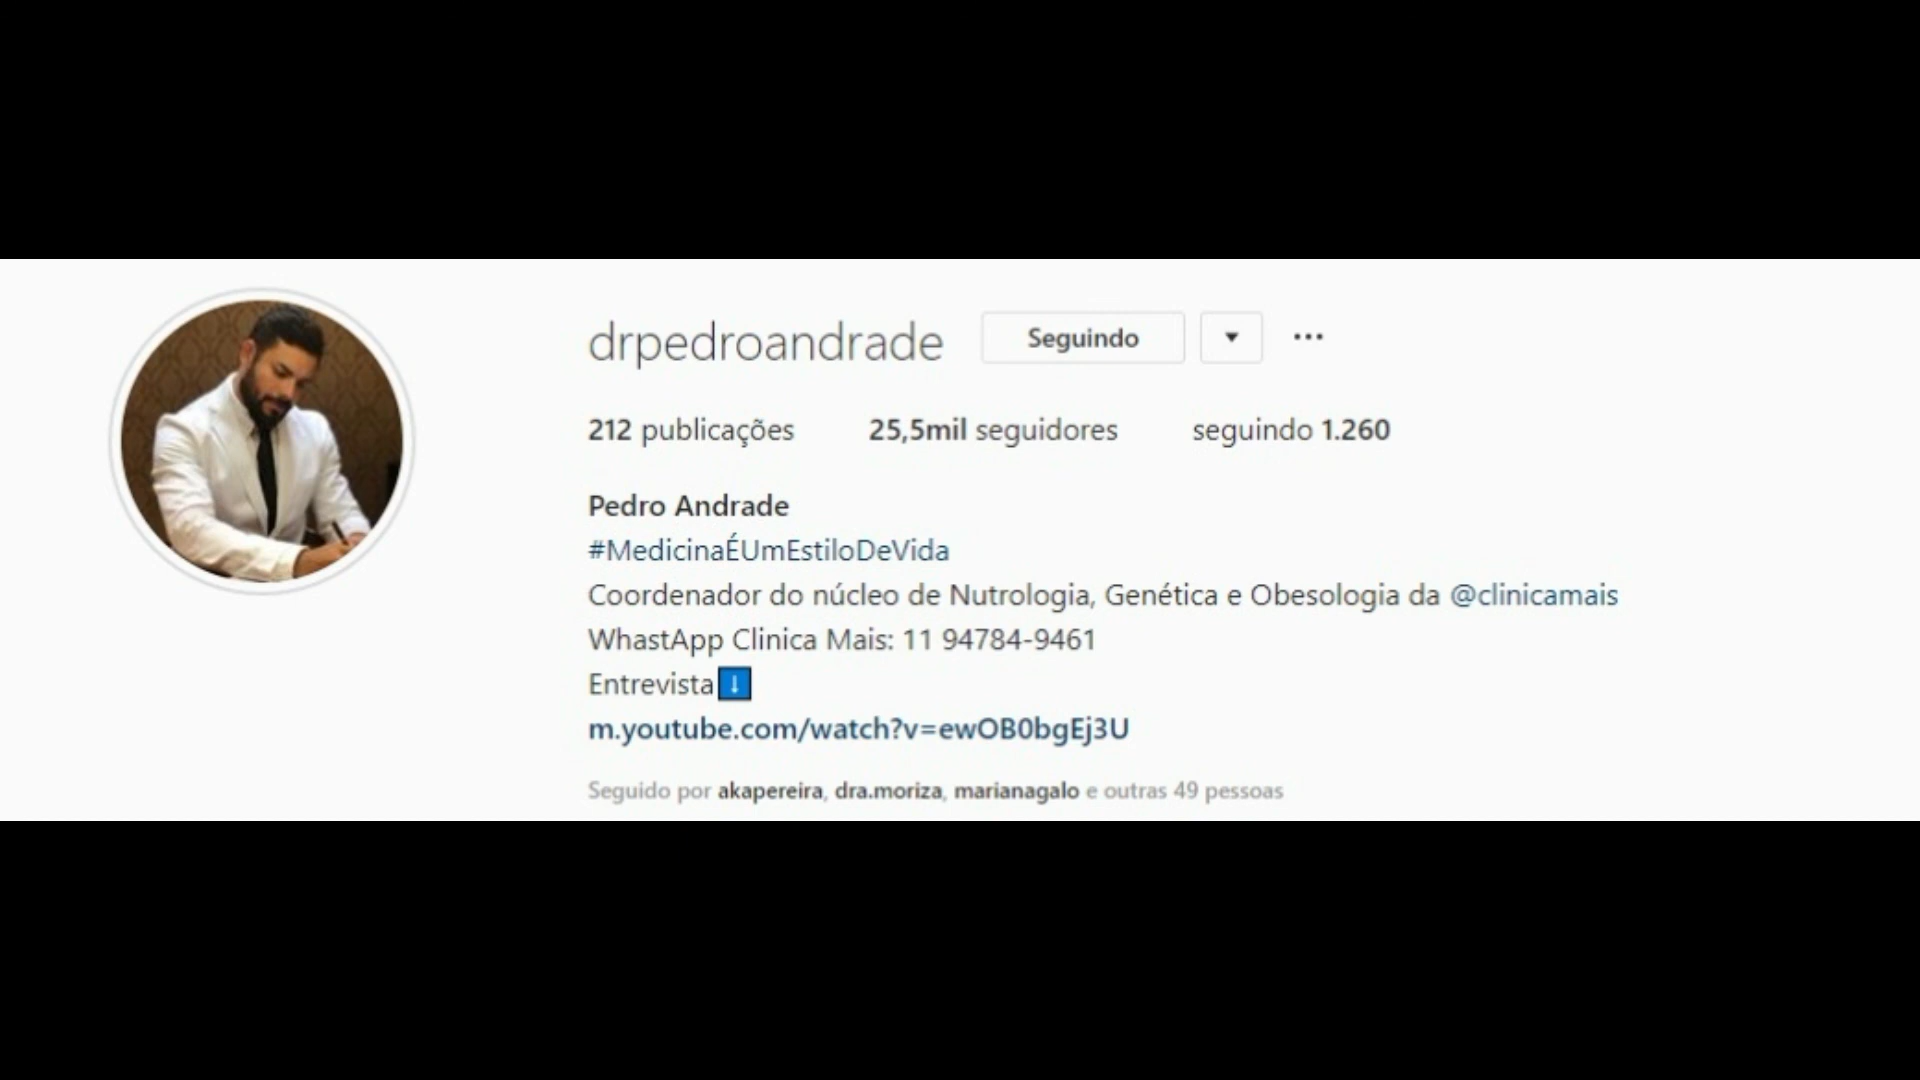 drpedroandrade Seguindo
212 publicações 25,5mil seguidores seguindo 1.260
Pedro Andrade
#MedicinaÉUmEstiloDeVida
Coordenador do núcleo de Nutrologia, Genética e Obesologia da @clinicamais
WhastApp Clinica Mais: 11 94784-9461
Entrevista⬇
m.youtube.com/watch?v=ewOB0bgEj3U
Seguido por akapereira, dra.moriza, marianagalo e outras 49 pessoas